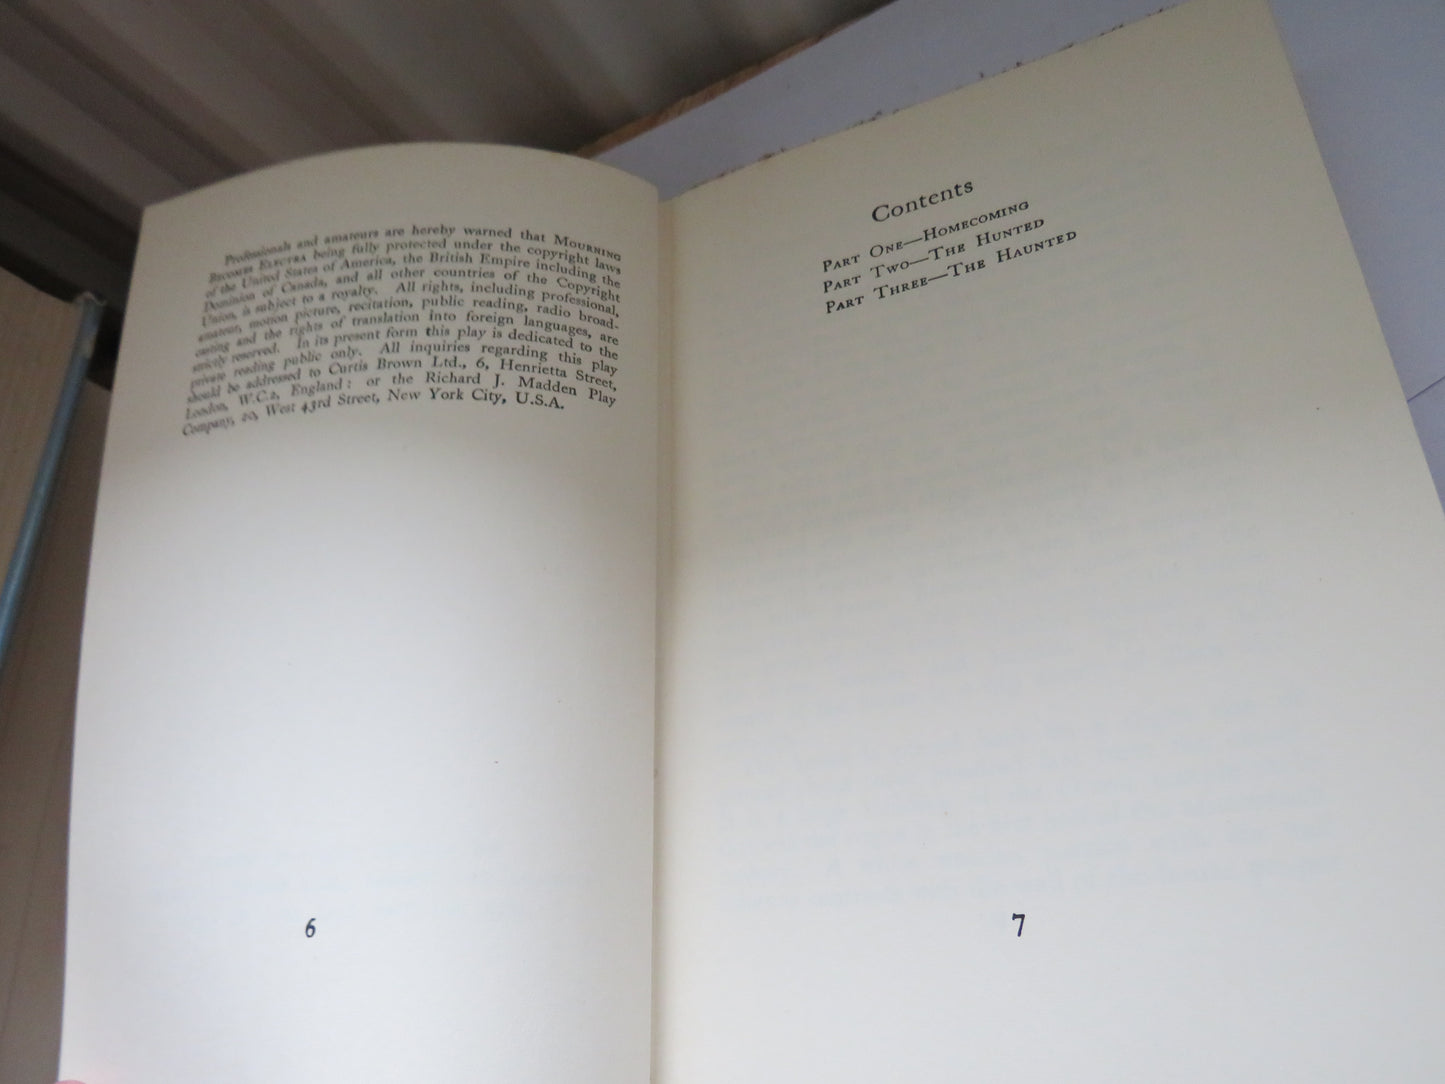 Professionals and amateurs are hereby warned that MOURNING
BECOMES ELECTRA being fully protected under the copyright laws
of the United States of America, the British Empire including the
Dominion of Canada, and all other countries of the Copyright
Union, is subject to a royalty. All rights, including professional,
amateur, motion picture, recitation, public reading, radio broad-
casting and the rights of translation into foreign languages, are
strictly reserved. In its present form this play is dedicated to the
private reading public only. All inquiries regarding this play
should be addressed to Curtis Brown Ltd., 6, Henrietta Street,
London, W.C.2, England: or the Richard J. Madden Play
Company, 20, West 43rd Street, New York City, U.S.A.
6
Contents
PART ONE—HOMECOMING
PART TWO—THE HUNTED
PART THREE—THE HAUNTED
7